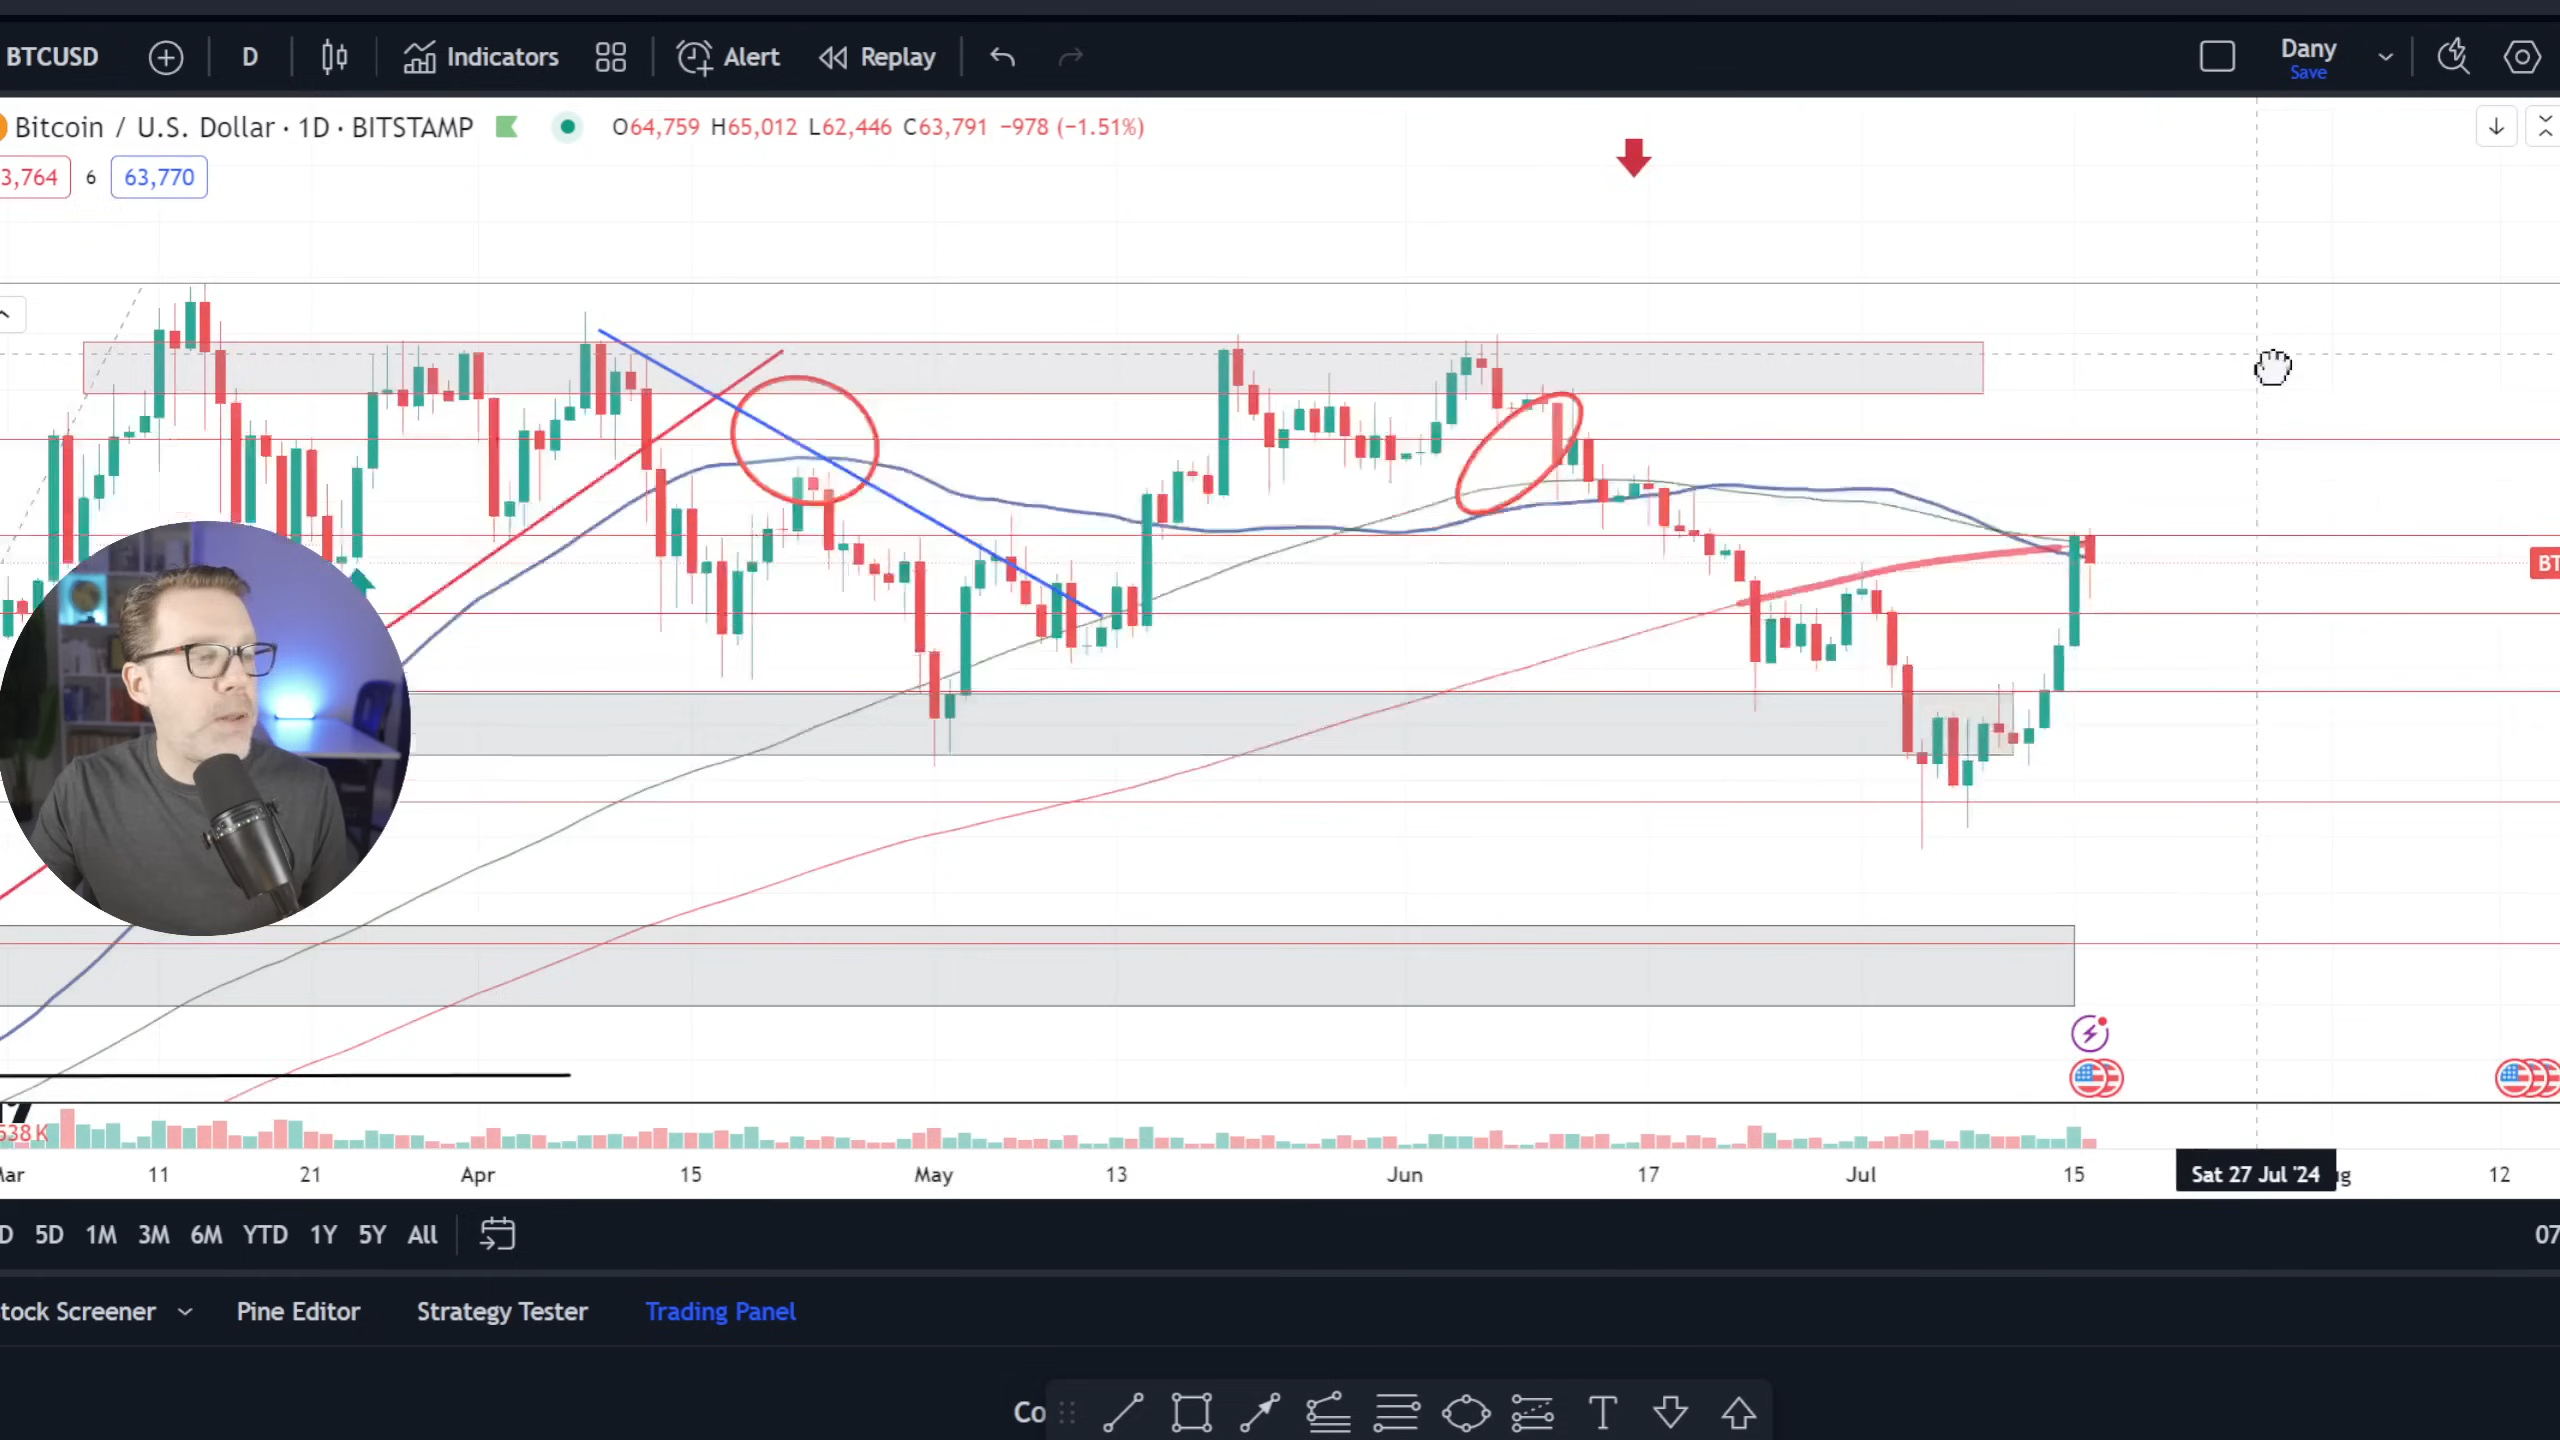 BTCUSD D Indicators Alert Replay Dany
Save
Bitcoin / U.S. Dollar · 1D · BITSTAMP O64,759 H65,012 L62,446 C63,791 −978 (−1.51%)
3,764 6 63,770
BT
638K
Mar 11 21 Apr 15 May 13 Jun 17 Jul 15 Sat 27 Jul '24 ug 12
D 5D 1M 3M 6M YTD 1Y 5Y All 07
tock Screener Pine Editor Strategy Tester Trading Panel
Co T